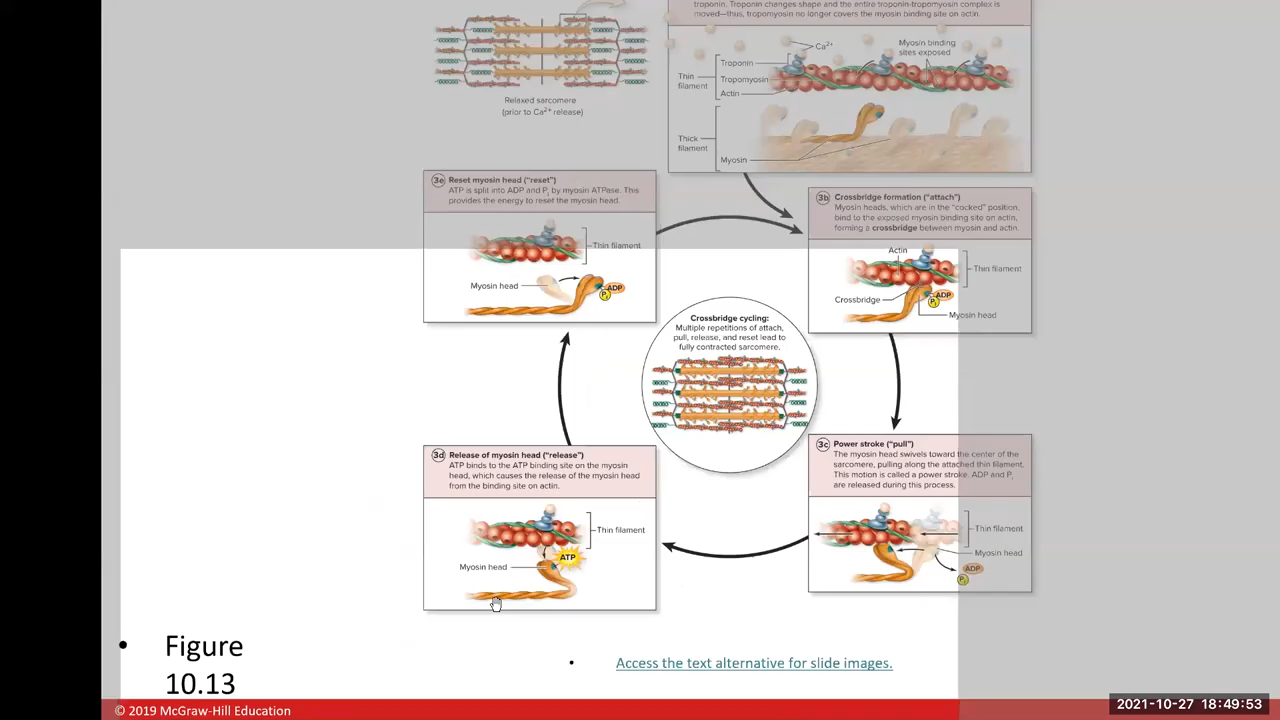 troponin. Troponin changes shape and the entire troponin-tropomyosin complex is
moved—thus, tropomyosin no longer covers the myosin binding site on actin.
Relaxed sarcomere
(prior to Ca²⁺ release)
Ca²⁺
Myosin binding
sites exposed
Troponin
Thin
filament
Tropomyosin
Actin
Thick
filament
Myosin
3e Reset myosin head ("reset")
ATP is split into ADP and Pi by myosin ATPase. This
provides the energy to reset the myosin head.
Thin filament
Myosin head
ADP
Pi
3b Crossbridge formation ("attach")
Myosin heads, which are in the "cocked" position,
bind to the exposed myosin binding site on actin,
forming a crossbridge between myosin and actin.
Actin
Thin filament
Crossbridge
ADP
Pi
Myosin head
Crossbridge cycling:
Multiple repetitions of attach,
pull, release, and reset lead to
fully contracted sarcomere.
3d Release of myosin head ("release")
ATP binds to the ATP binding site on the myosin
head, which causes the release of the myosin head
from the binding site on actin.
Thin filament
ATP
Myosin head
3c Power stroke ("pull")
The myosin head swivels toward the center of the
sarcomere, pulling along the attached thin filament.
This motion is called a power stroke. ADP and Pi
are released during this process.
Thin filament
Myosin head
ADP
Pi
• Figure
10.13
• Access the text alternative for slide images.
© 2019 McGraw-Hill Education
2021-10-27 18:49:53